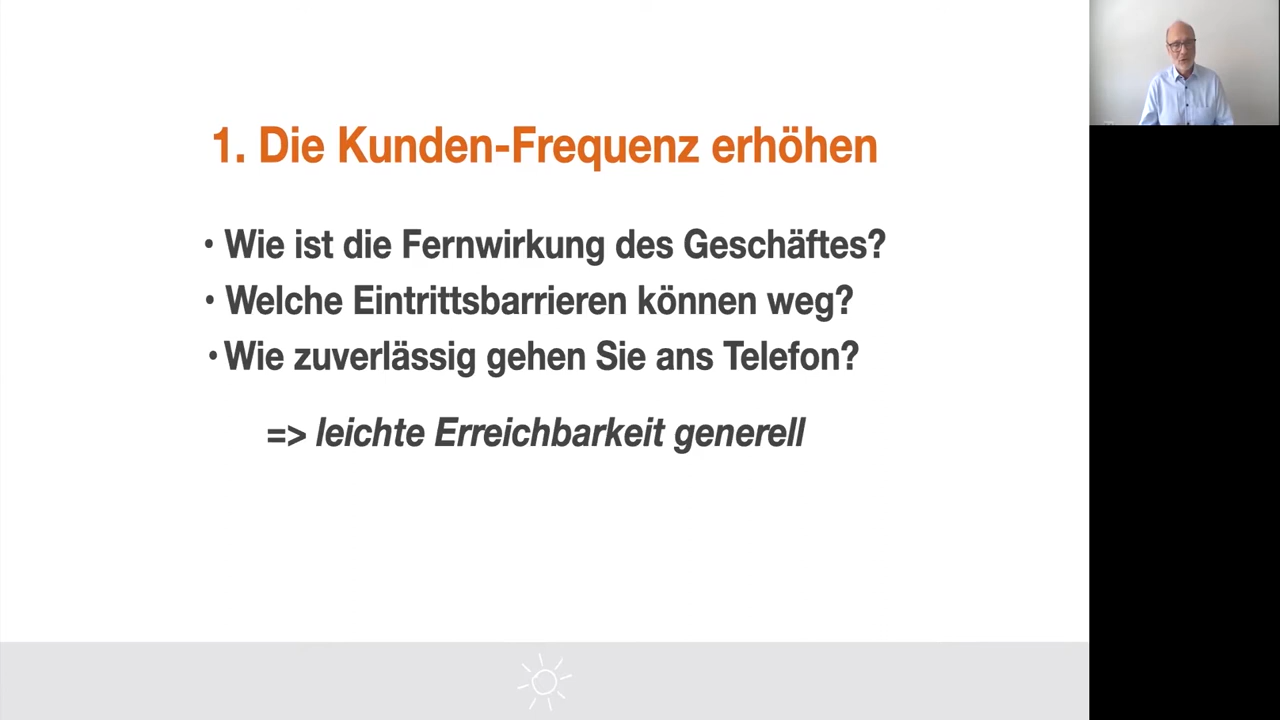 1. Die Kunden-Frequenz erhöhen
• Wie ist die Fernwirkung des Geschäftes?
• Welche Eintrittsbarrieren können weg?
• Wie zuverlässig gehen Sie ans Telefon?
=> leichte Erreichbarkeit generell